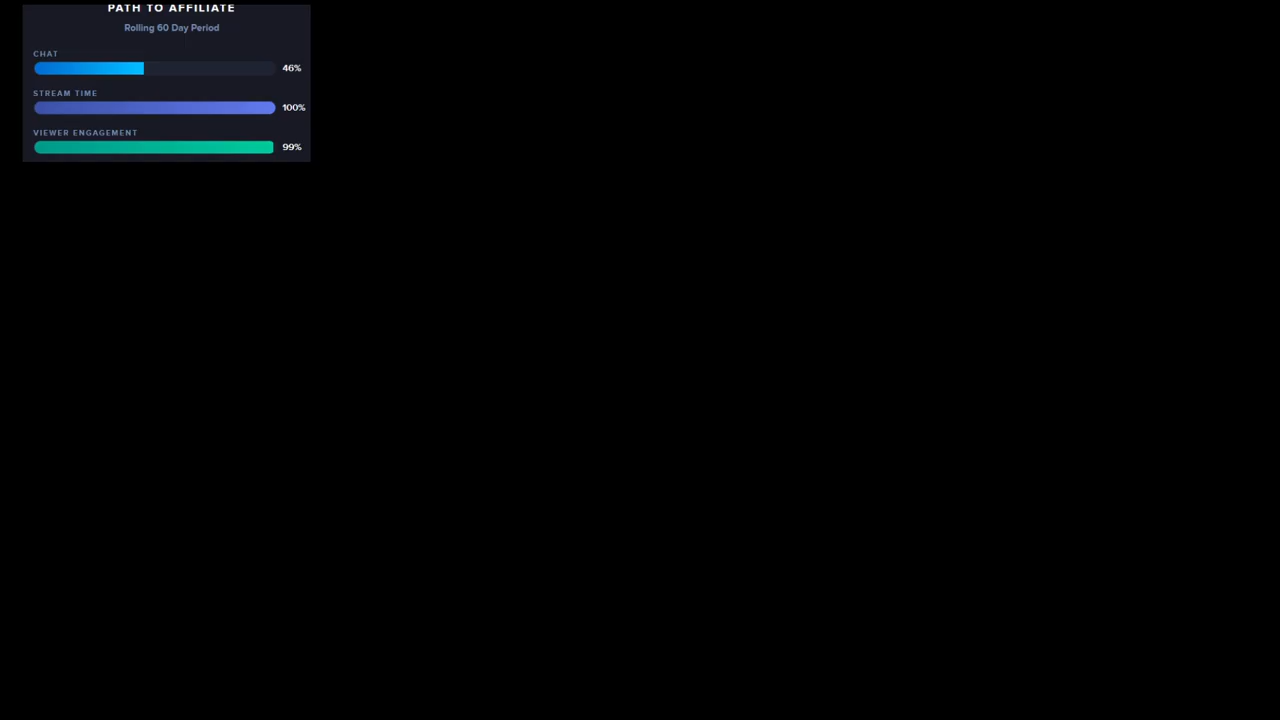 PATH TO AFFILIATE
Rolling 60 Day Period
CHAT
46%
STREAM TIME
100%
VIEWER ENGAGEMENT
99%